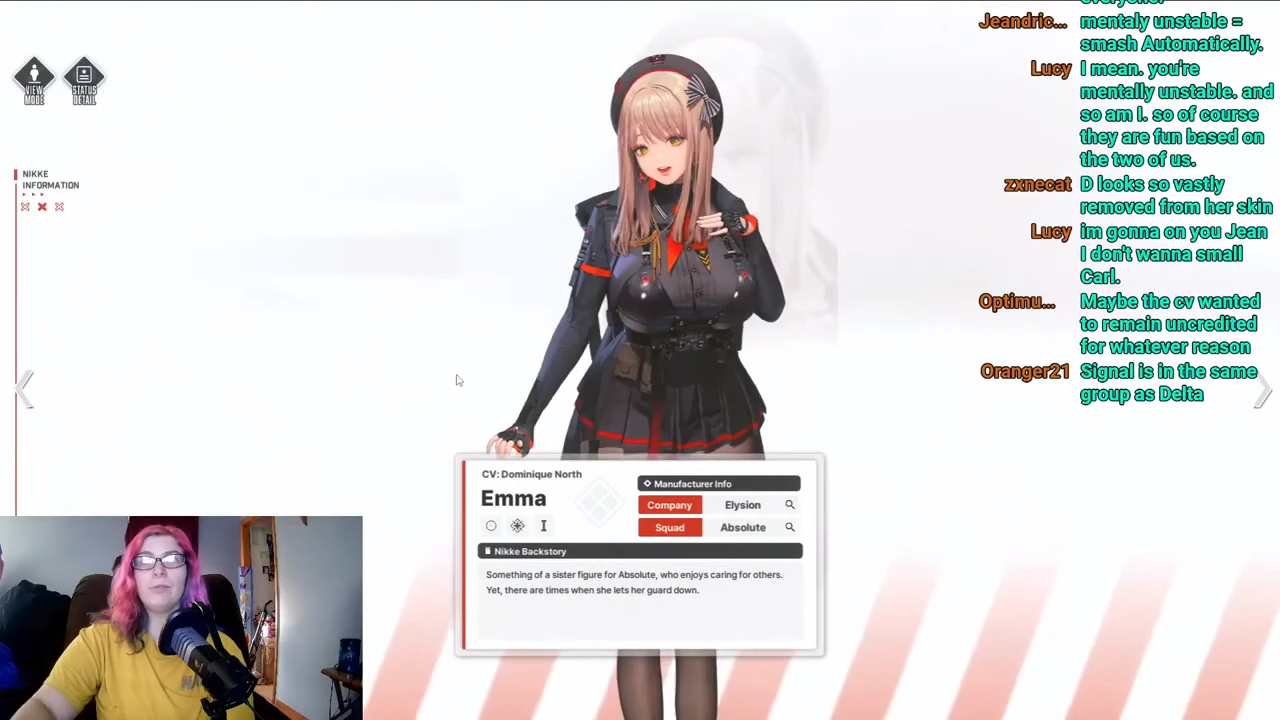 everyone.
Jeandric... mentaly unstable =
smash Automatically.
Lucy I mean. you're
mentally unstable. and
so am I. so of course
they are fun based on
the two of us.
zxnecat D looks so vastly
removed from her skin
Lucy im gonna on you Jean
I don't wanna small
Carl.
Optimu... Maybe the cv wanted
to remain uncredited
for whatever reason
Oranger21 Signal is in the same
group as Delta
VIEW
MODE
STATUS
DETAIL
NIKKE
INFORMATION
CV: Dominique North
Emma
Manufacturer Info
Company Elysion
Squad Absolute
Nikke Backstory
Something of a sister figure for Absolute, who enjoys caring for others.
Yet, there are times when she lets her guard down.